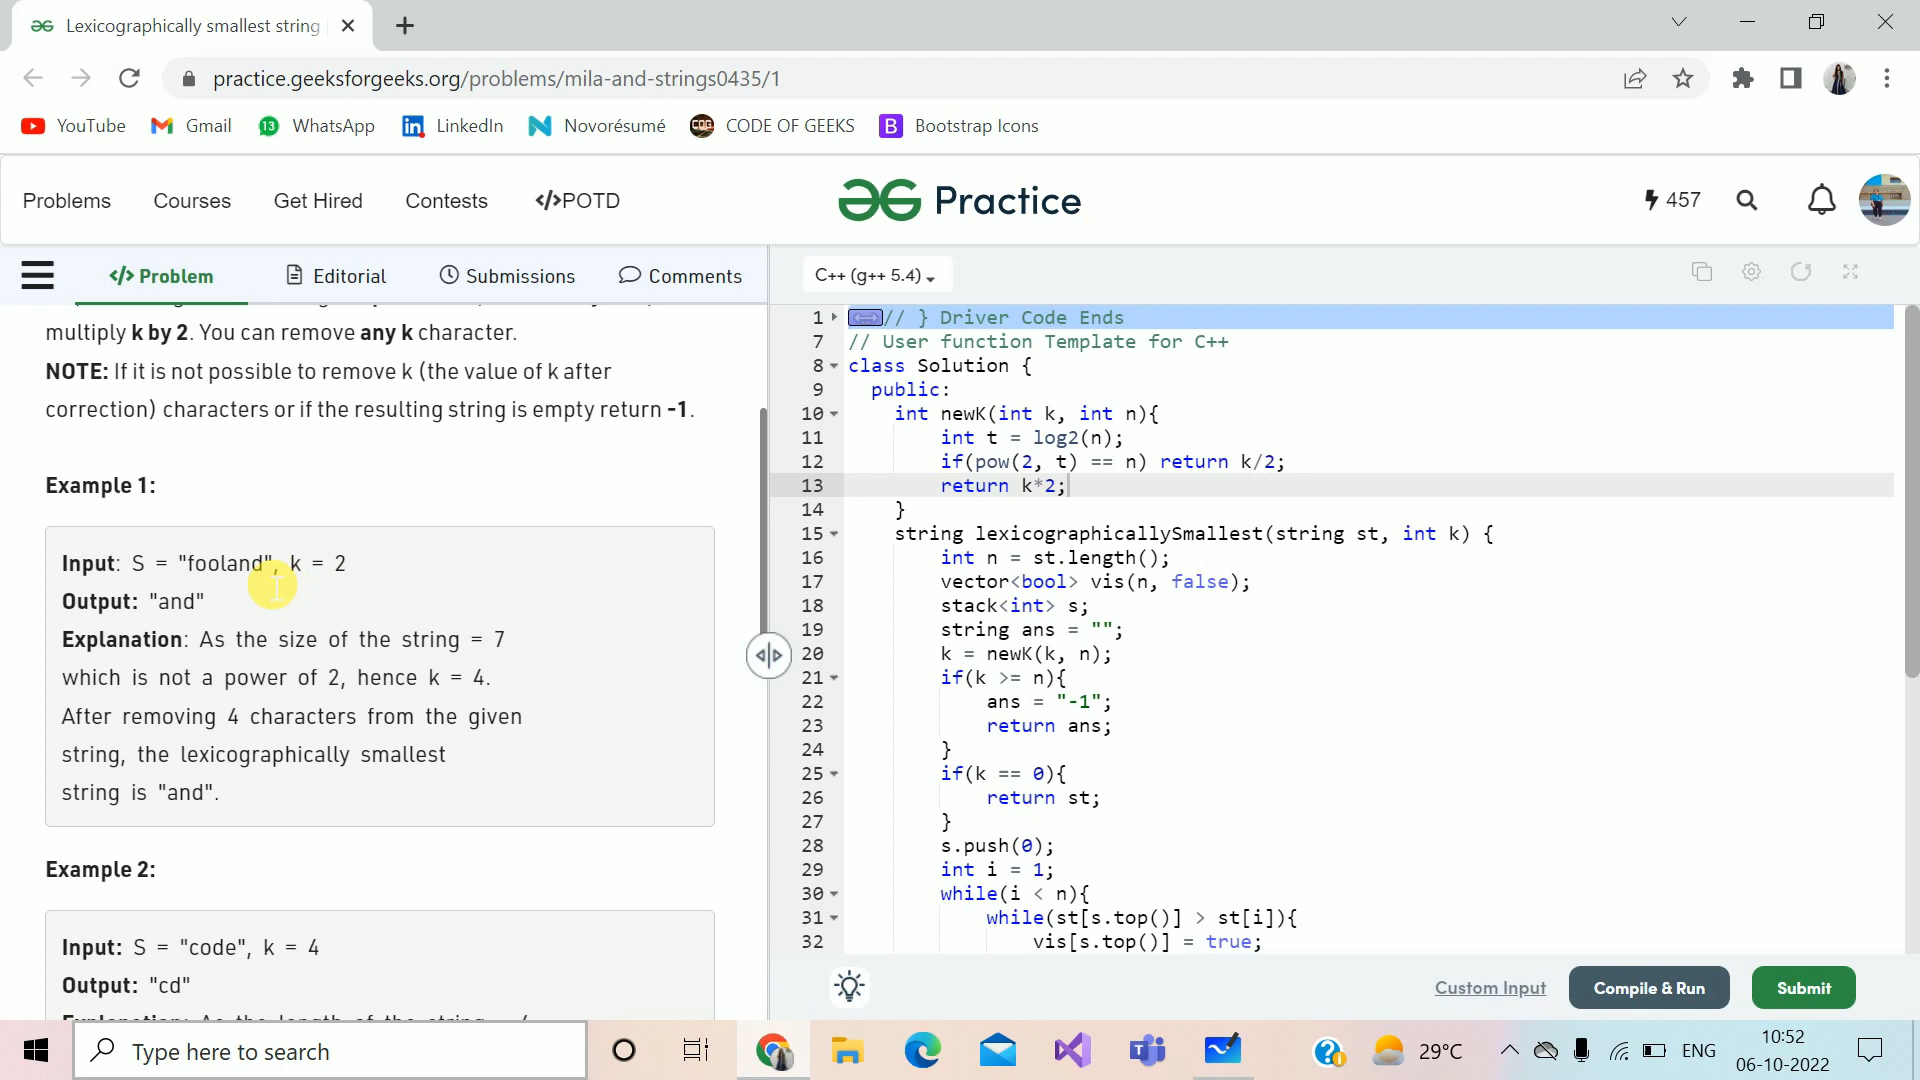 Lexicographically smallest string
practice.geeksforgeeks.org/problems/mila-and-strings0435/1
YouTube Gmail 13 WhatsApp LinkedIn Novorésumé CODE OF GEEKS B Bootstrap Icons
Problems Courses Get Hired Contests </>POTD Practice 457
</> Problem Editorial Submissions Comments
C++ (g++ 5.4)
multiply k by 2. You can remove any k character.
NOTE: If it is not possible to remove k (the value of k after
correction) characters or if the resulting string is empty return -1.
Example 1:
Input: S = "fooland", k = 2
Output: "and"
Explanation: As the size of the string = 7
which is not a power of 2, hence k = 4.
After removing 4 characters from the given
string, the lexicographically smallest
string is "and".
Example 2:
Input: S = "code", k = 4
Output: "cd"
1 // } Driver Code Ends
7 // User function Template for C++
8 class Solution {
9 public:
10 int newK(int k, int n){
11 int t = log2(n);
12 if(pow(2, t) == n) return k/2;
13 return k*2;
14 }
15 string lexicographicallySmallest(string st, int k) {
16 int n = st.length();
17 vector<bool> vis(n, false);
18 stack<int> s;
19 string ans = "";
20 k = newK(k, n);
21 if(k >= n){
22 ans = "-1";
23 return ans;
24 }
25 if(k == 0){
26 return st;
27 }
28 s.push(0);
29 int i = 1;
30 while(i < n){
31 while(st[s.top()] > st[i]){
32 vis[s.top()] = true;
Custom Input Compile & Run Submit
Type here to search
29°C ENG
10:52
06-10-2022